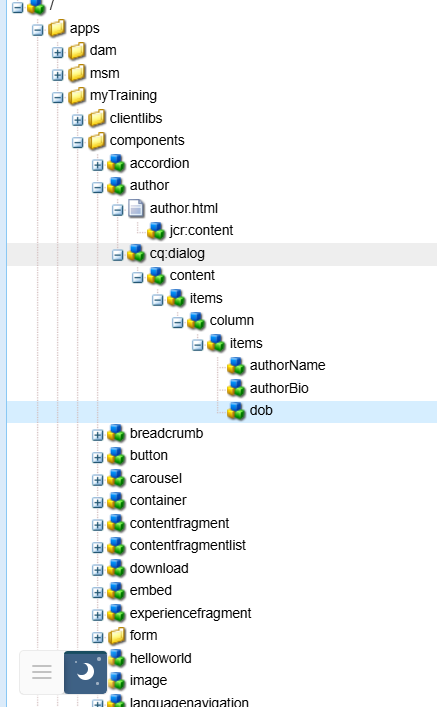 /
apps
dam
msm
myTraining
clientlibs
components
accordion
author
author.html
jcr:content
cq:dialog
content
items
column
items
authorName
authorBio
dob
breadcrumb
button
carousel
container
contentfragment
contentfragmentlist
download
embed
experiencefragment
form
helloworld
image
languagenavigation